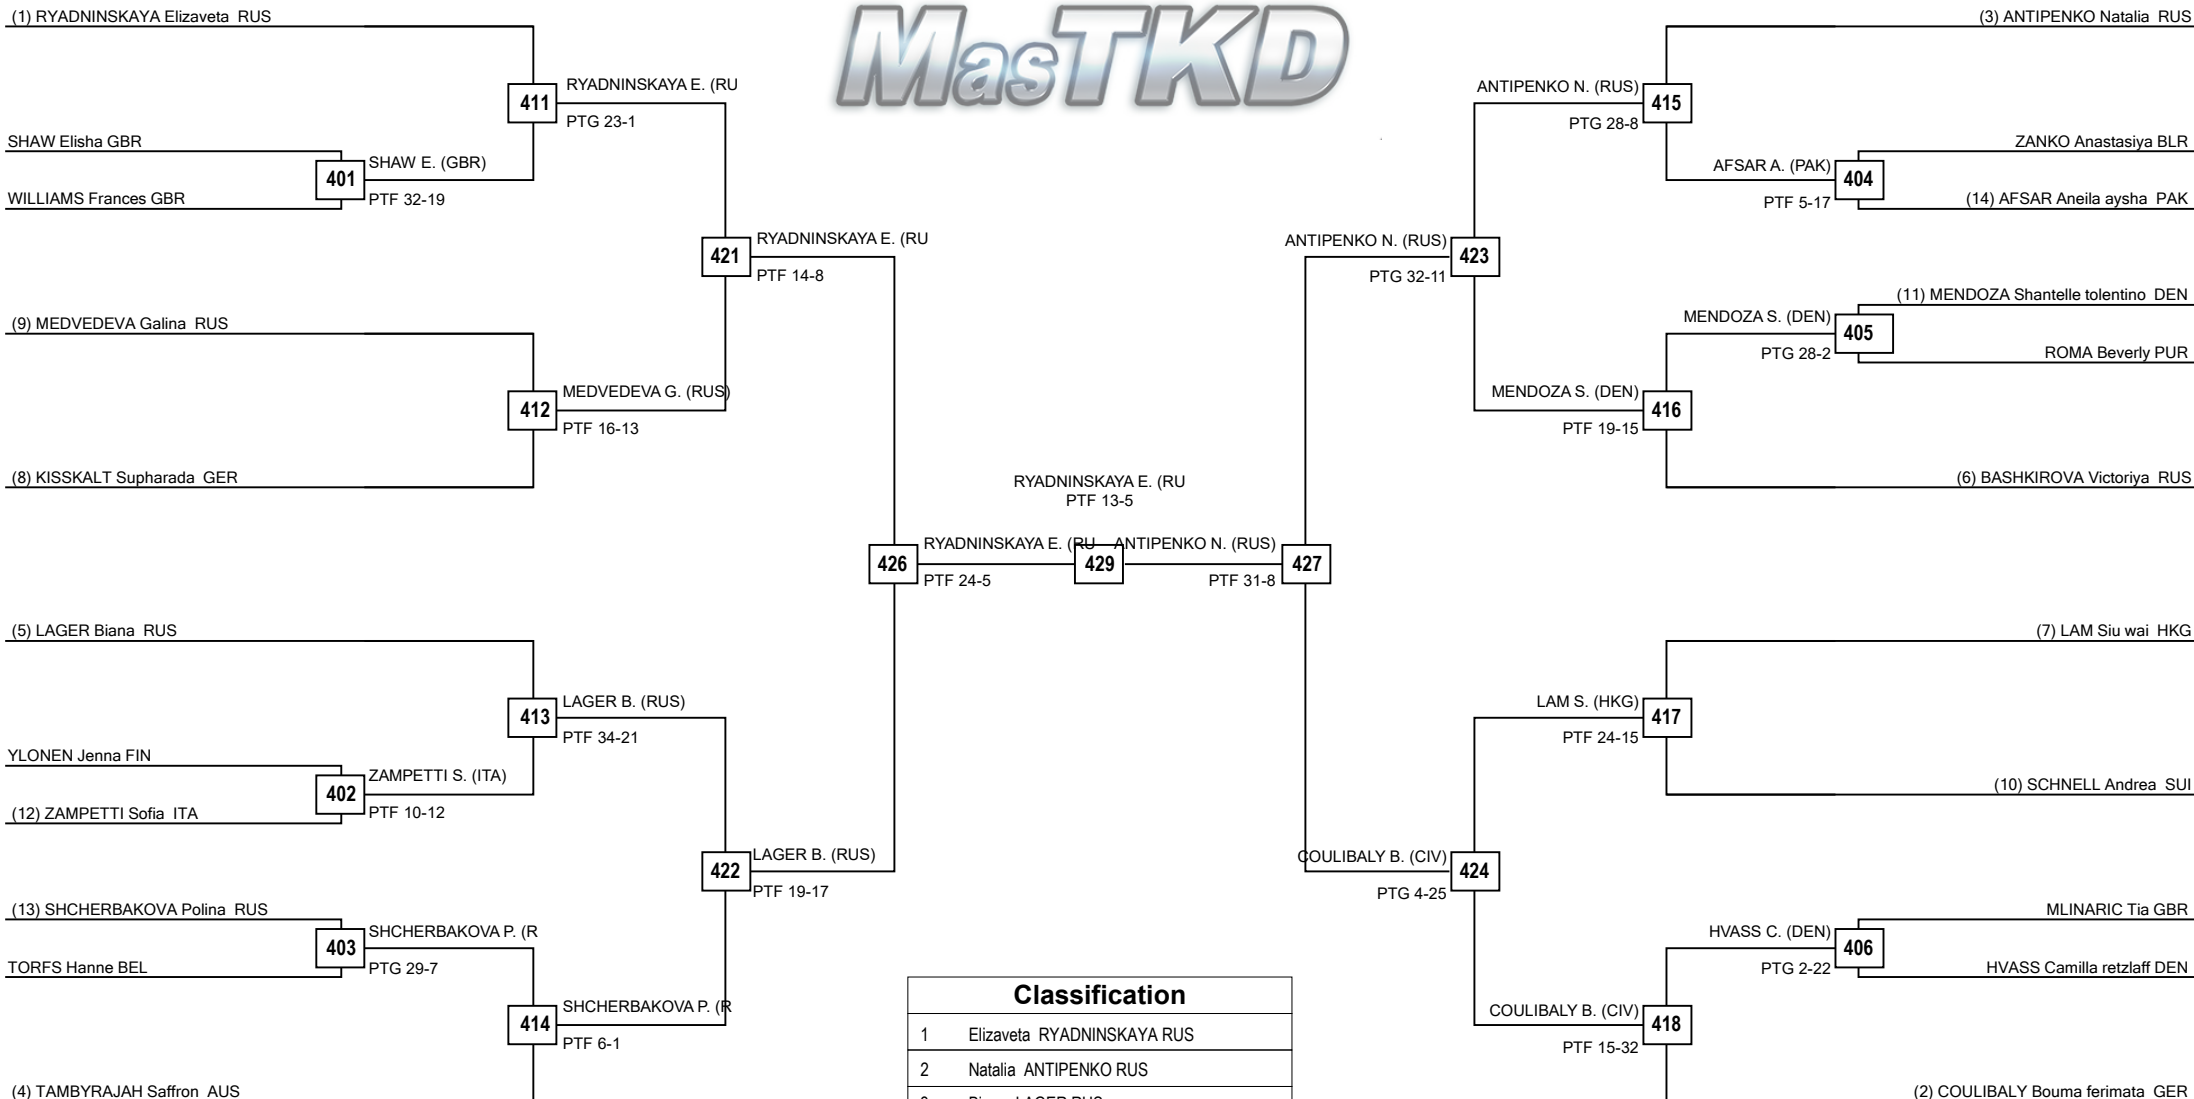 MasTKD
(1) RYADNINSKAYA Elizaveta RUS
411
RYADNINSKAYA E. (RU
PTG 23-1
SHAW Elisha GBR
401
SHAW E. (GBR)
PTF 32-19
WILLIAMS Frances GBR
421
RYADNINSKAYA E. (RU
PTF 14-8
(9) MEDVEDEVA Galina RUS
412
MEDVEDEVA G. (RUS)
PTF 16-13
(8) KISSKALT Supharada GER
426
RYADNINSKAYA E. (RU
PTF 24-5
(5) LAGER Biana RUS
413
LAGER B. (RUS)
PTF 34-21
YLONEN Jenna FIN
402
ZAMPETTI S. (ITA)
PTF 10-12
(12) ZAMPETTI Sofia ITA
422
LAGER B. (RUS)
PTF 19-17
(13) SHCHERBAKOVA Polina RUS
403
SHCHERBAKOVA P. (R
PTG 29-7
TORFS Hanne BEL
414
SHCHERBAKOVA P. (R
PTF 6-1
(4) TAMBYRAJAH Saffron AUS
RYADNINSKAYA E. (RU
PTF 13-5
429
(3) ANTIPENKO Natalia RUS
ANTIPENKO N. (RUS)
415
PTG 28-8
ZANKO Anastasiya BLR
AFSAR A. (PAK)
404
PTF 5-17
(14) AFSAR Aneila aysha PAK
ANTIPENKO N. (RUS)
423
PTG 32-11
(11) MENDOZA Shantelle tolentino DEN
MENDOZA S. (DEN)
405
PTG 28-2
ROMA Beverly PUR
MENDOZA S. (DEN)
416
PTF 19-15
(6) BASHKIROVA Victoriya RUS
ANTIPENKO N. (RUS)
427
PTF 31-8
(7) LAM Siu wai HKG
LAM S. (HKG)
417
PTF 24-15
(10) SCHNELL Andrea SUI
COULIBALY B. (CIV)
424
PTG 4-25
MLINARIC Tia GBR
HVASS C. (DEN)
406
PTG 2-22
HVASS Camilla retzlaff DEN
COULIBALY B. (CIV)
418
PTF 15-32
(2) COULIBALY Bouma ferimata GER
Classification
1 Elizaveta RYADNINSKAYA RUS
2 Natalia ANTIPENKO RUS